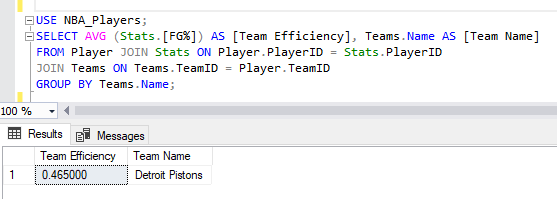 USE NBA_Players;
SELECT AVG (Stats.[FG%]) AS [Team Efficiency], Teams.Name AS [Team Name]
FROM Player JOIN Stats ON Player.PlayerID = Stats.PlayerID
JOIN Teams ON Teams.TeamID = Player.TeamID
GROUP BY Teams.Name;
100 %
Results Messages
Team Efficiency Team Name
1 0.465000 Detroit Pistons